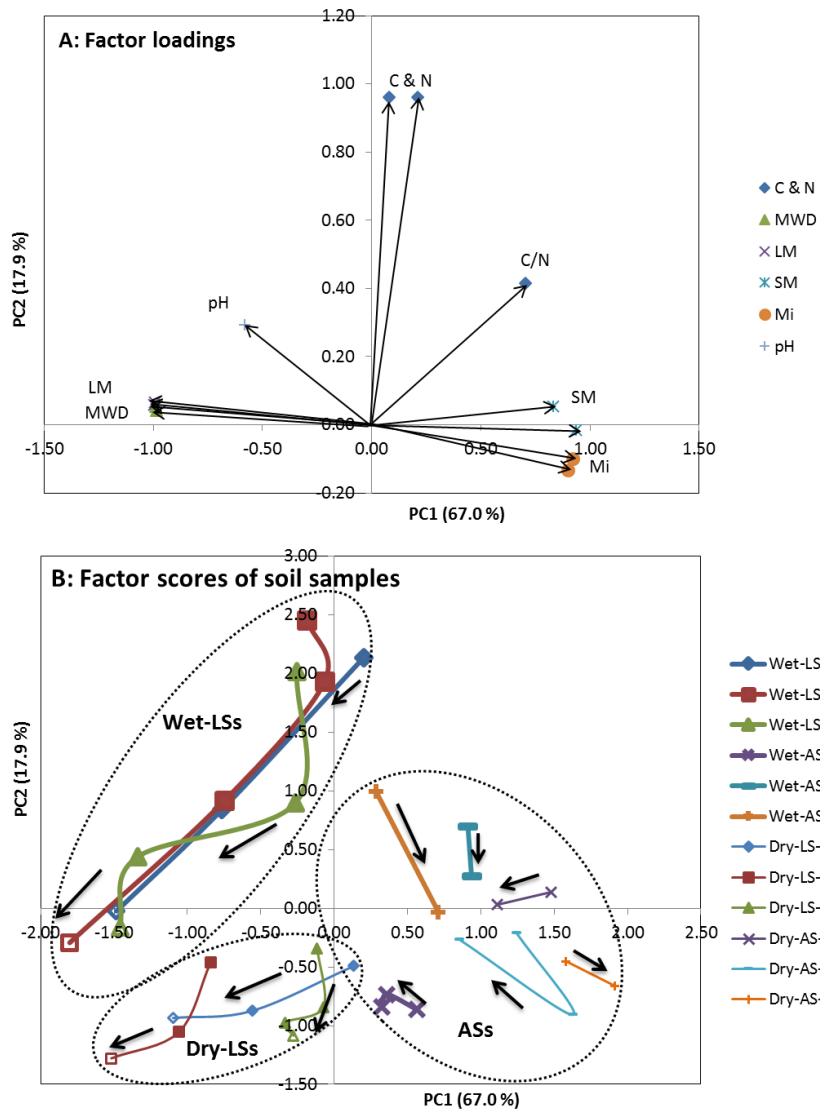 A: Factor loadings
1.20
1.00
0.80
0.60
0.40
0.20
0.00
-0.20
-1.50
-1.00
-0.50
0.00
0.50
1.00
1.50
C & N
C/N
pH
LM
MWD
SM
Mi
PC2 (17.9 %)
PC1 (67.0 %)
C & N
MWD
LM
SM
Mi
pH
B: Factor scores of soil samples
3.00
2.50
2.00
1.50
1.00
0.50
0.00
-0.50
-1.00
-1.50
-2.00
-1.50
-1.00
-0.50
0.00
0.50
1.00
1.50
2.00
2.50
Wet-LSs
Dry-LSs
ASs
PC2 (17.9 %)
PC1 (67.0 %)
Wet-LS
Wet-LS
Wet-LS
Wet-AS
Wet-AS
Wet-AS
Dry-LS-
Dry-LS-
Dry-LS-
Dry-AS-
Dry-AS-
Dry-AS-